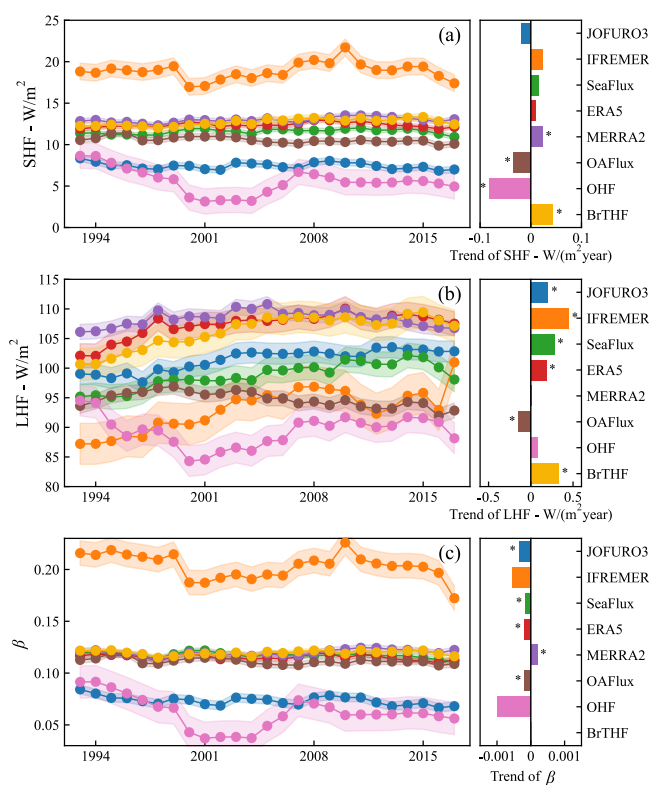 (a)
SHF - W/m²
25
20
15
10
5
0
1994 2001 2008 2015
JOFURO3
IFREMER
SeaFlux
ERA5
MERRA2 *
OAFlux *
OHF *
BrTHF *
-0.1 0 0.1
Trend of SHF - W/(m²year)
(b)
LHF - W/m²
115
110
105
100
95
90
85
80
1994 2001 2008 2015
JOFURO3 *
IFREMER *
SeaFlux *
ERA5 *
MERRA2
OAFlux *
OHF
BrTHF *
-0.5 0 0.5
Trend of LHF - W/(m²year)
(c)
β
0.20
0.15
0.10
0.05
1994 2001 2008 2015
JOFURO3 *
IFREMER
SeaFlux *
ERA5 *
MERRA2 *
OAFlux *
OHF
BrTHF
-0.001 0.001
Trend of β